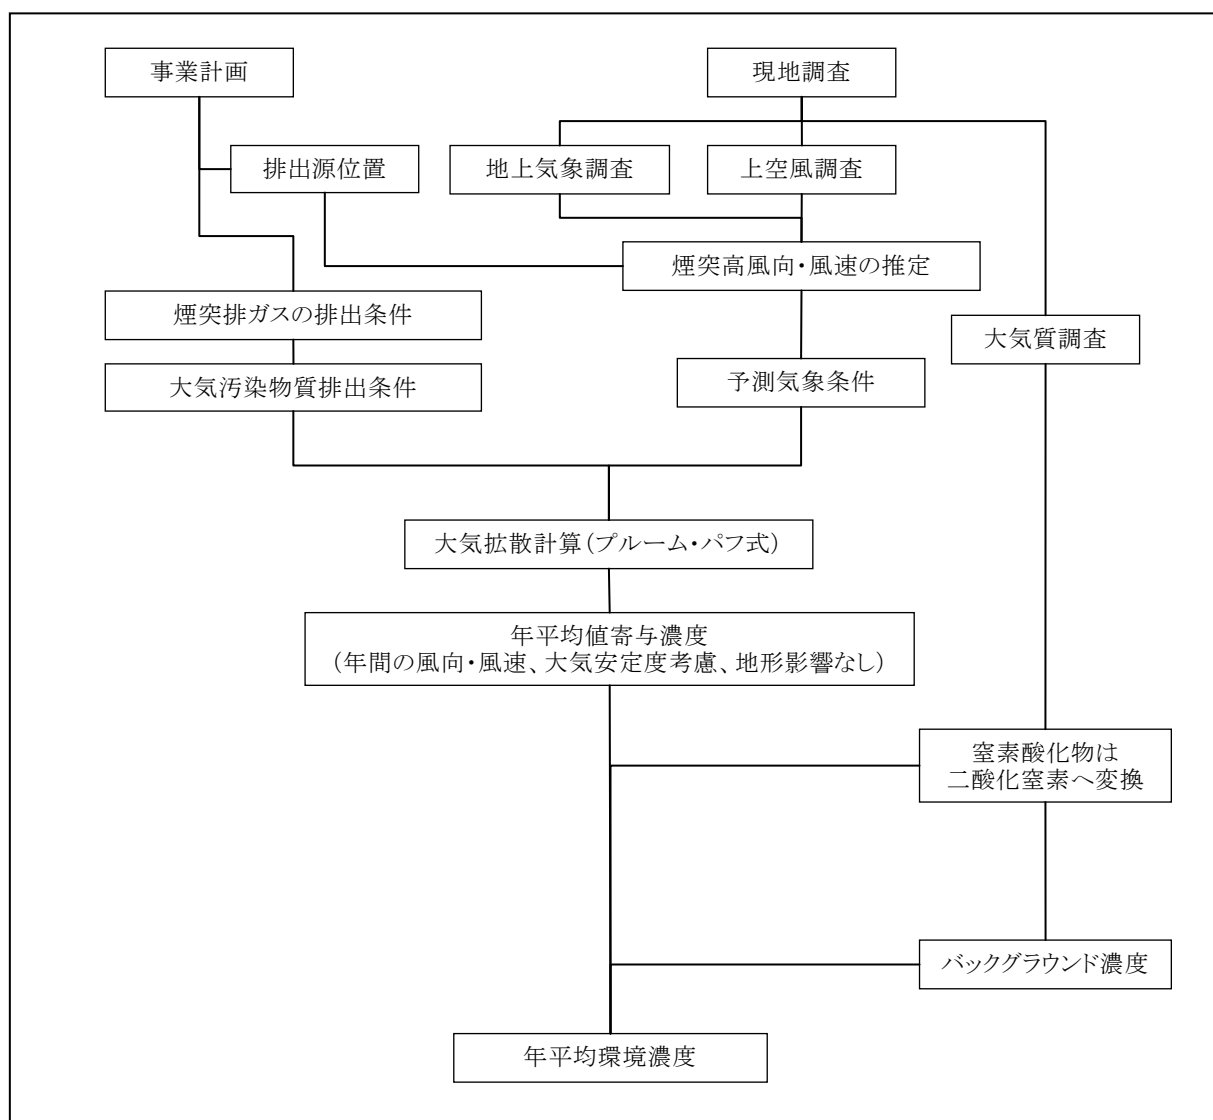 事業計画
現地調査
排出源位置
地上気象調査
上空風調査
煙突高風向・風速の推定
煙突排ガスの排出条件
大気質調査
大気汚染物質排出条件
予測気象条件
大気拡散計算(プルーム・パフ式)
年平均値寄与濃度
(年間の風向・風速、大気安定度考慮、地形影響なし)
窒素酸化物は
二酸化窒素へ変換
バックグラウンド濃度
年平均環境濃度